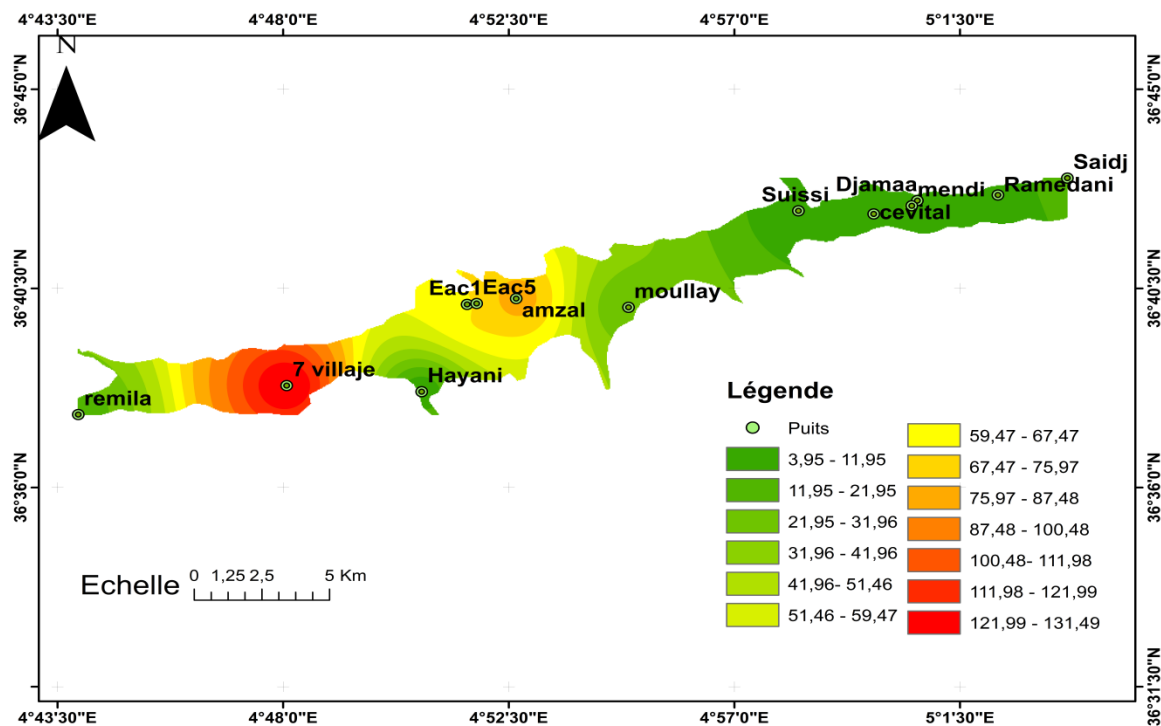 4°43'30"E 4°48'0"E 4°52'30"E 4°57'0"E 5°1'30"E
N
36°45'0"N 36°45'0"N
Saidj
Djamaa mendi Ramedani
Suissi cevital
36°40'30"N 36°40'30"N
Eac1 Eac5 moullay
amzal
7 villaje
Hayani
remila
Légende
Puits
3,95 - 11,95
11,95 - 21,95
21,95 - 31,96
31,96 - 41,96
41,96- 51,46
51,46 - 59,47
59,47 - 67,47
67,47 - 75,97
75,97 - 87,48
87,48 - 100,48
100,48- 111,98
111,98 - 121,99
121,99 - 131,49
36°36'0"N 36°36'0"N
Echelle 0 1,25 2,5 5 Km
36°31'30"N 36°31'30"N
4°43'30"E 4°48'0"E 4°52'30"E 4°57'0"E 5°1'30"E